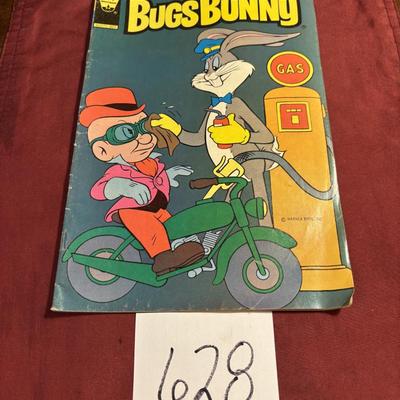 BUGS BUNNY
GAS
© WARNER BROS. INC.
628